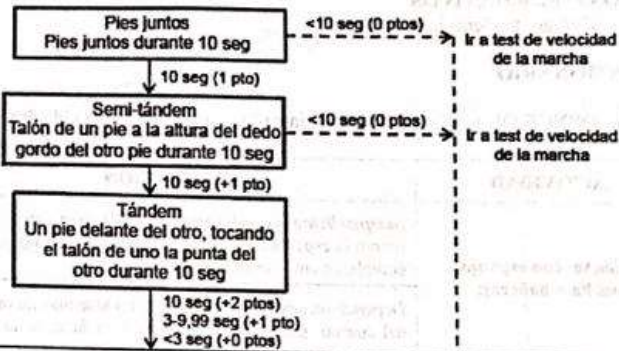 Pies juntos
Pies juntos durante 10 seg
<10 seg (0 ptos)
Ir a test de velocidad
de la marcha
10 seg (1 pto)
Semi-tándem
Talón de un pie a la altura del dedo
gordo del otro pie durante 10 seg
<10 seg (0 ptos)
Ir a test de velocidad
de la marcha
10 seg (+1 pto)
Tándem
Un pie delante del otro, tocando
el talón de uno la punta del
otro durante 10 seg
10 seg (+2 ptos)
3-9,99 seg (+1 pto)
<3 seg (+0 ptos)